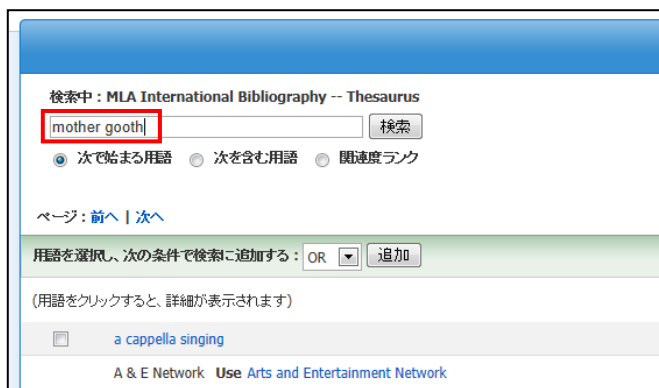 検索中 : MLA International Bibliography -- Thesaurus
mother gooth 検索
次で始まる用語 次を含む用語 関連度ランク
ページ : 前へ | 次へ
用語を選択し、次の条件で検索に追加する : OR 追加
(用語をクリックすると、詳細が表示されます)
a cappella singing
A & E Network Use Arts and Entertainment Network